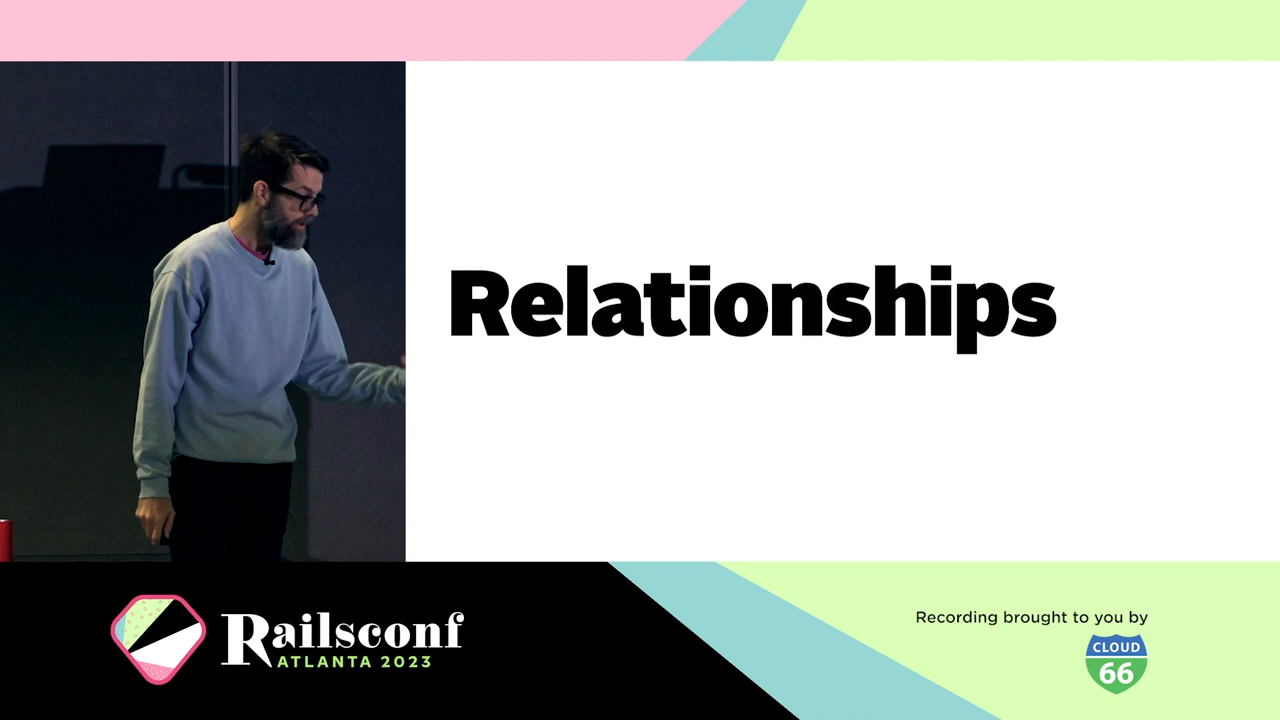 Relationships
Railsconf
ATLANTA 2023
Recording brought to you by
CLOUD
66